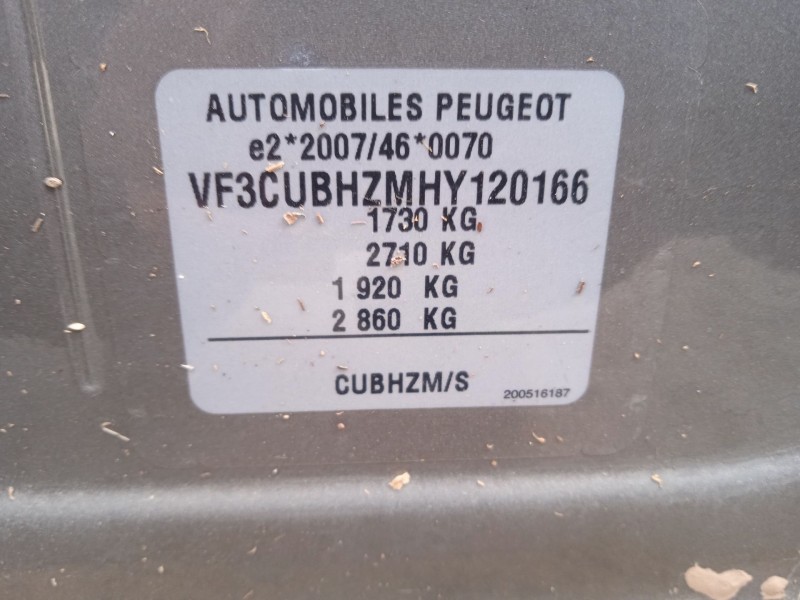 AUTOMOBILES PEUGEOT
e2*2007/46*0070
VF3CUBHZMHY120166
1730 KG
2710 KG
1 920 KG
2 860 KG
CUBHZM/S
200516187